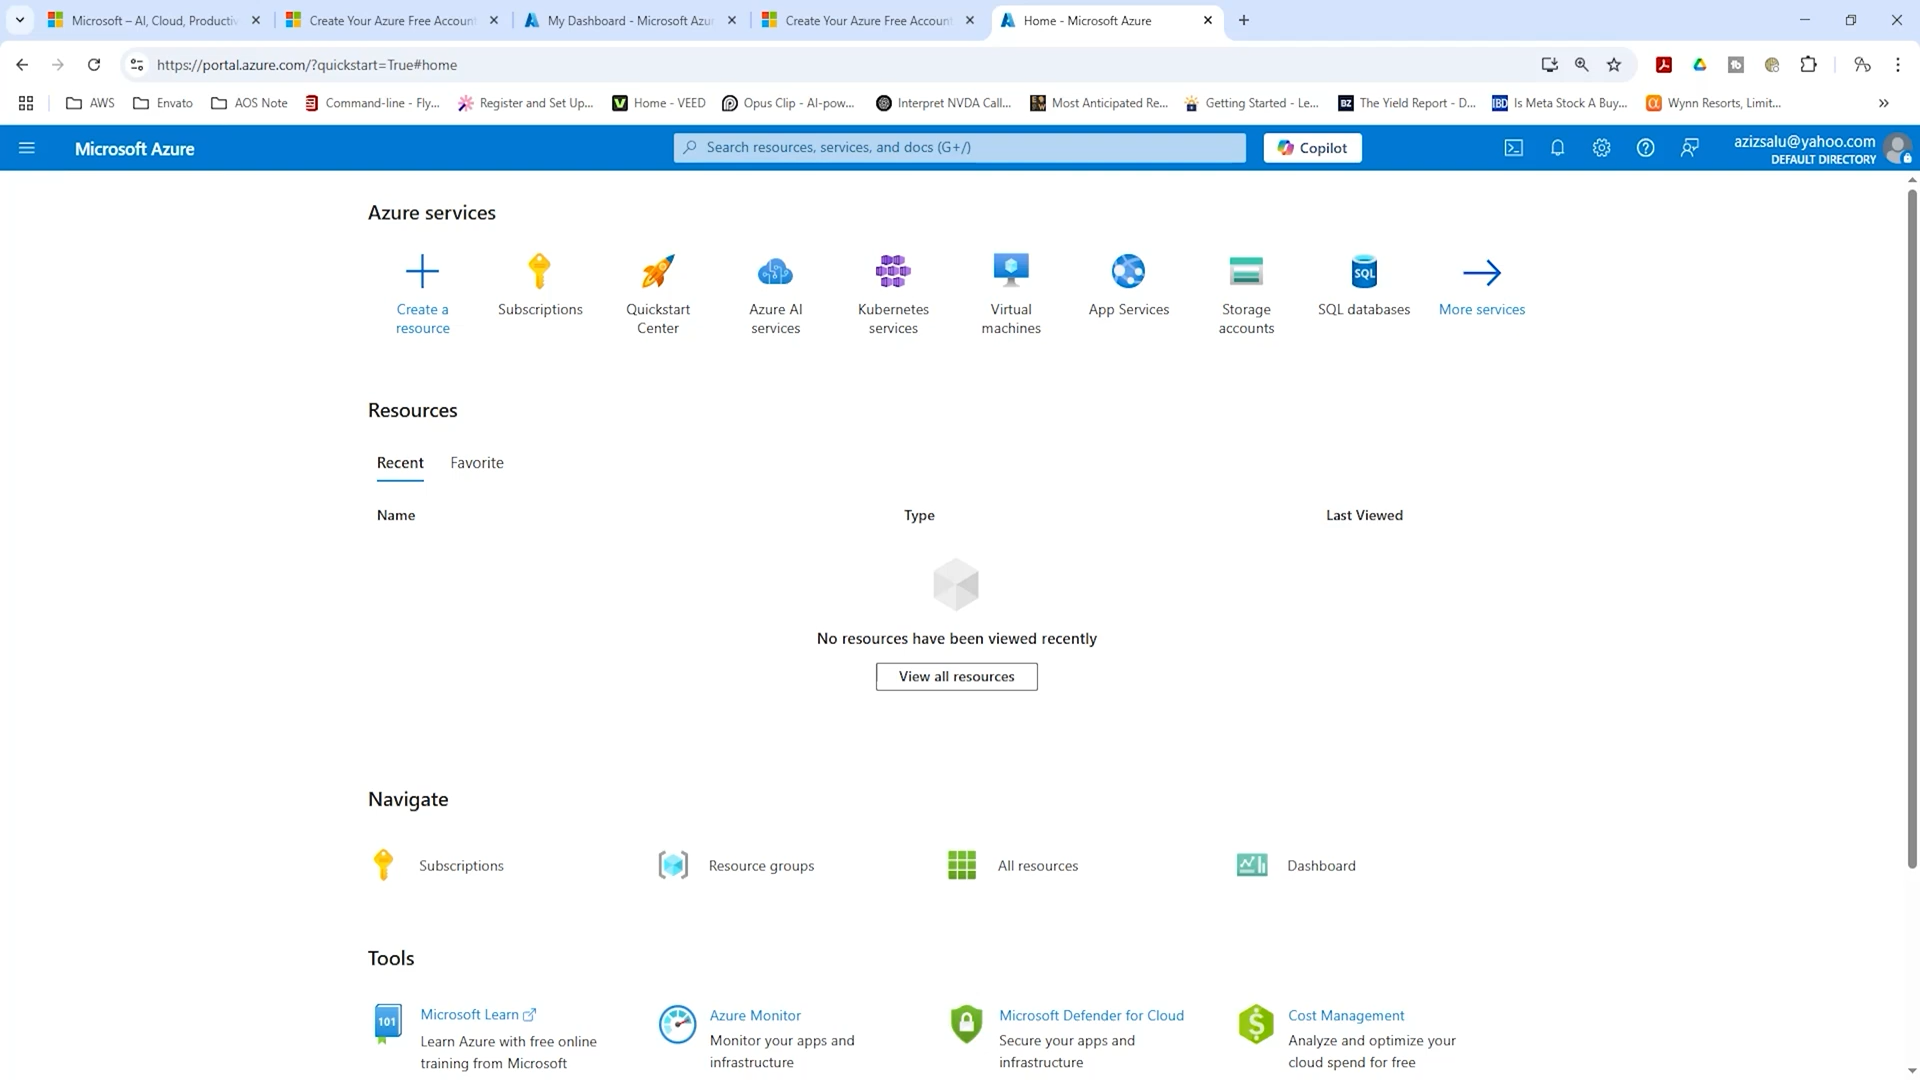 Microsoft – AI, Cloud, Productiv
Create Your Azure Free Accoun
My Dashboard - Microsoft Azur
Create Your Azure Free Account
Home - Microsoft Azure
https://portal.azure.com/?quickstart=True#home
AWS
Envato
AOS Note
Command-line - Fly...
Register and Set Up...
Home - VEED
Opus Clip - AI-pow...
Interpret NVDA Call...
Most Anticipated Re...
Getting Started - Le...
BZ
The Yield Report - D...
IBD
Is Meta Stock A Buy...
Wynn Resorts, Limit...
Microsoft Azure
Search resources, services, and docs (G+/)
Copilot
azizsalu@yahoo.com
DEFAULT DIRECTORY
Azure services
Create a
resource
Subscriptions
Quickstart
Center
Azure AI
services
Kubernetes
services
Virtual
machines
App Services
Storage
accounts
SQL
SQL databases
More services
Resources
Recent
Favorite
Name
Type
Last Viewed
No resources have been viewed recently
View all resources
Navigate
Subscriptions
Resource groups
All resources
Dashboard
Tools
101
Microsoft Learn
Learn Azure with free online
training from Microsoft
Azure Monitor
Monitor your apps and
infrastructure
Microsoft Defender for Cloud
Secure your apps and
infrastructure
Cost Management
Analyze and optimize your
cloud spend for free